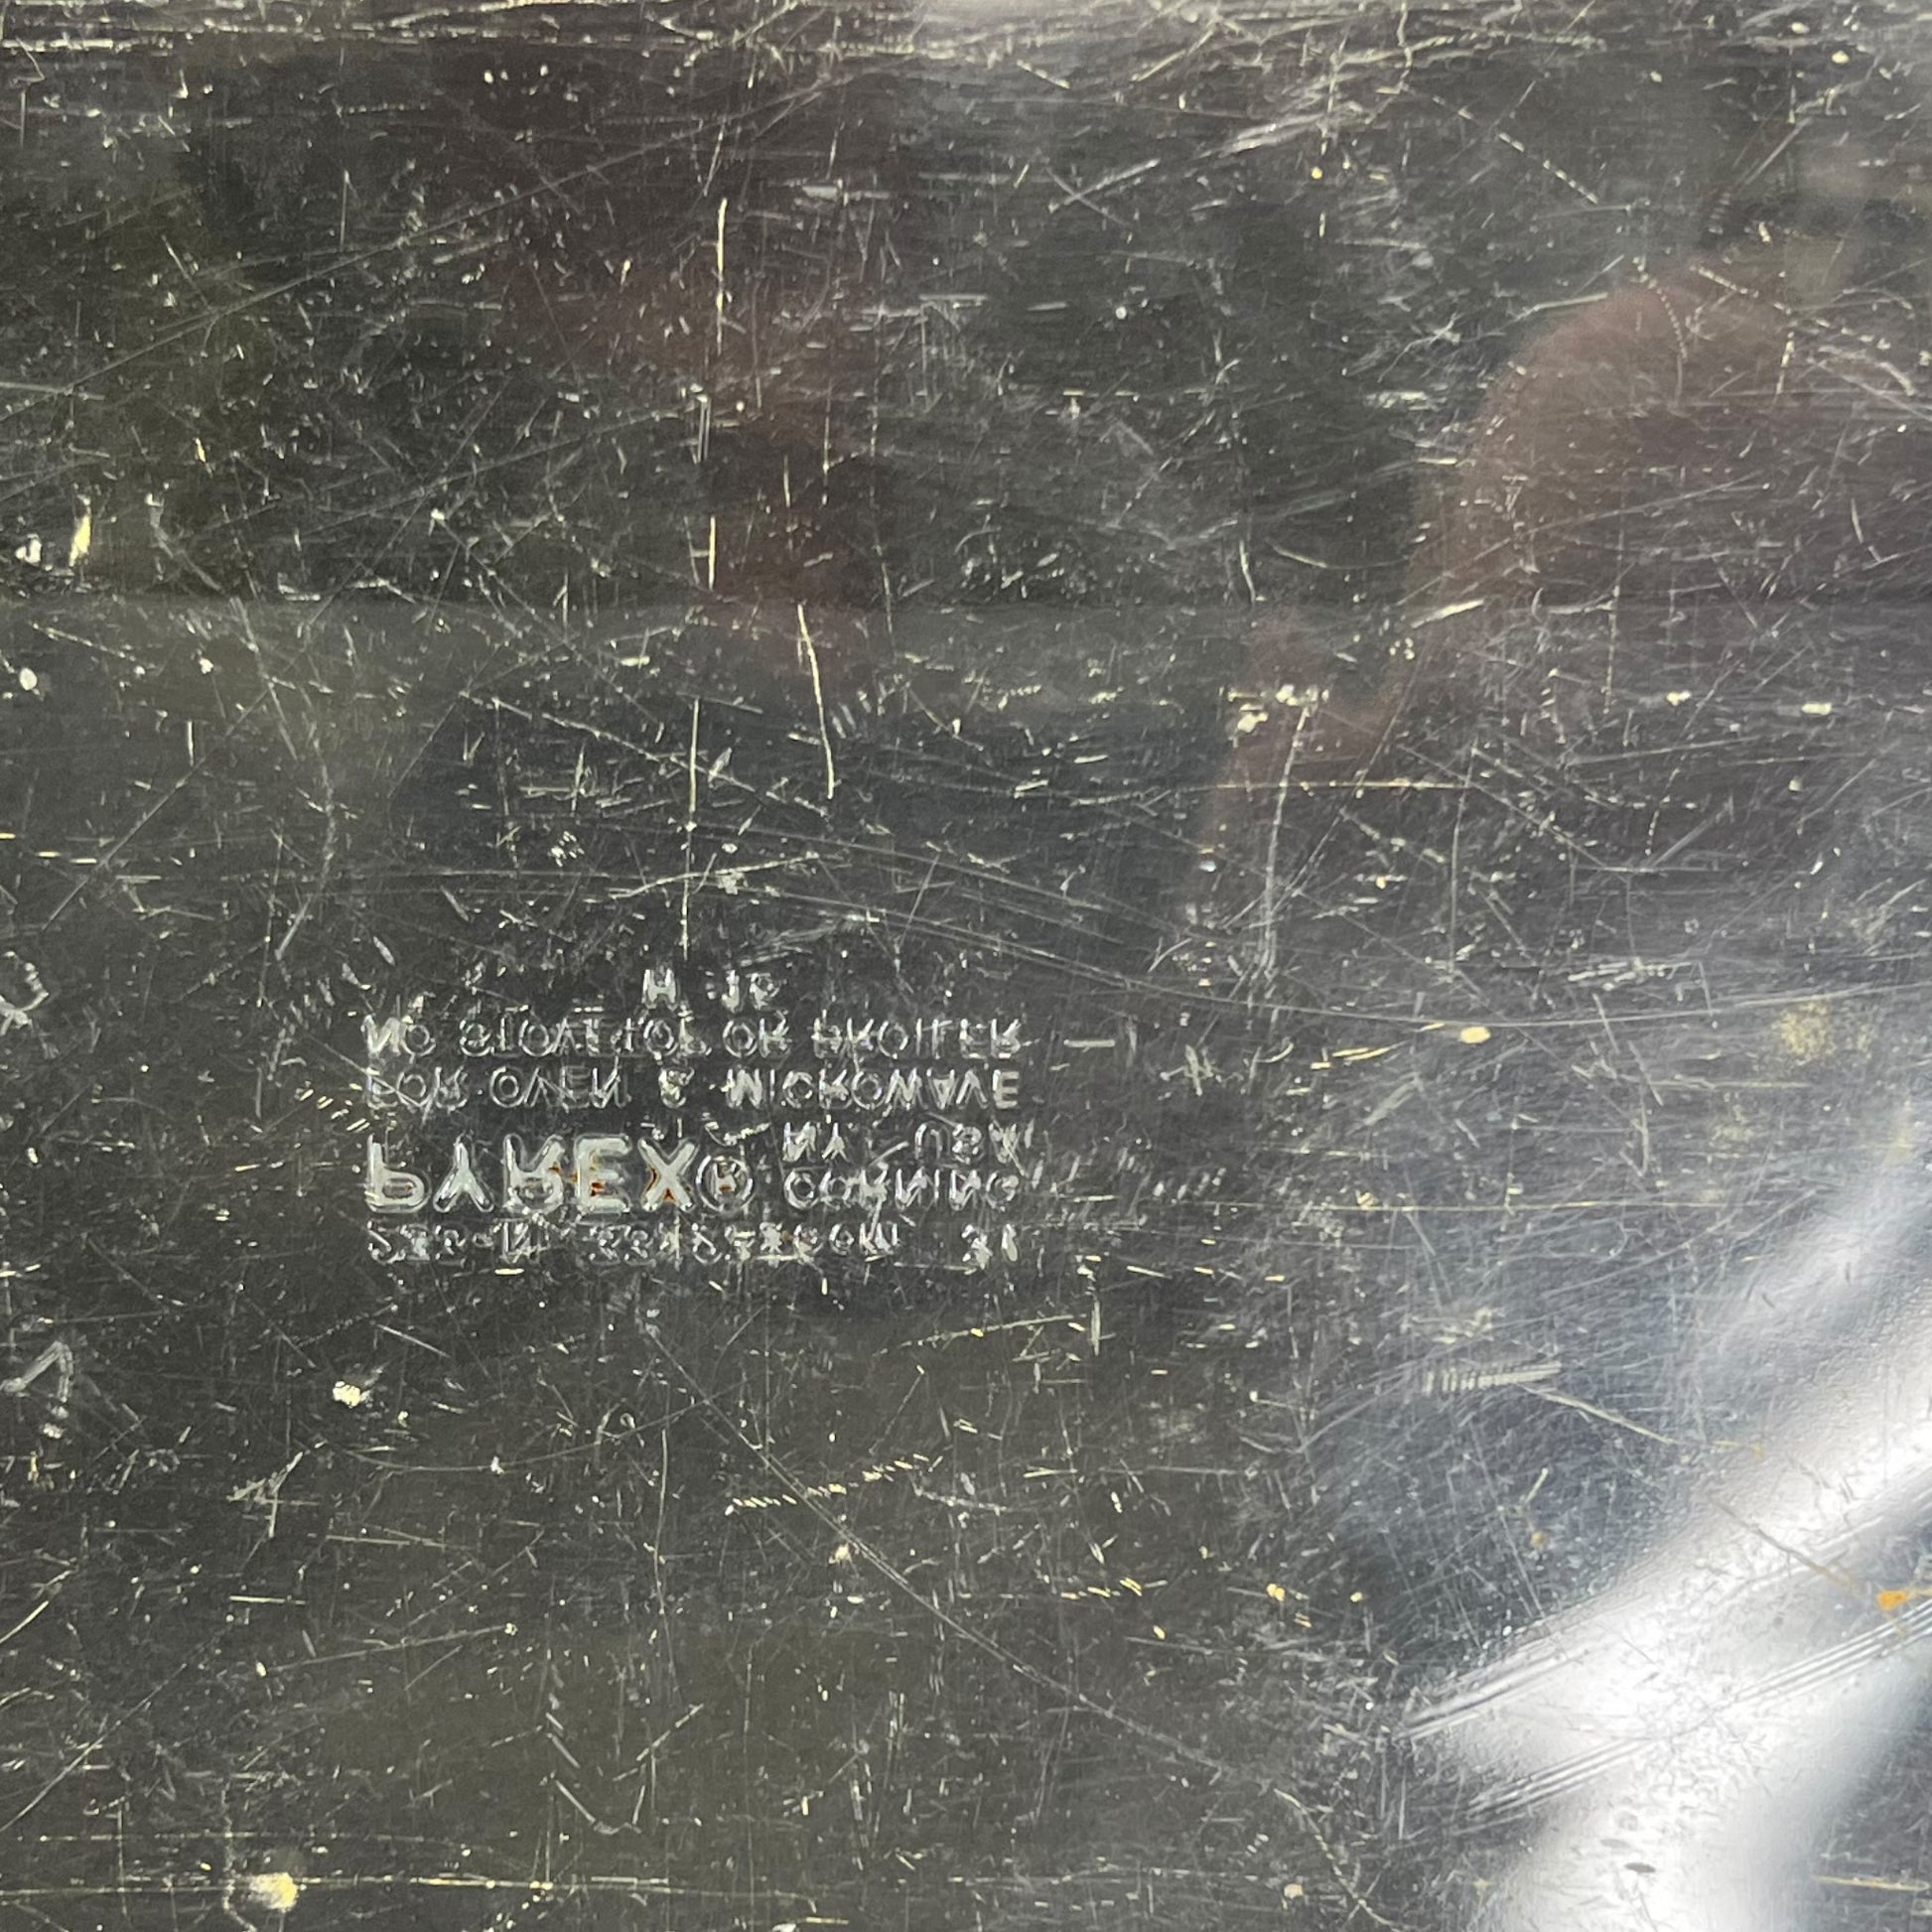 PYREX® CORNING
NY USA
FOR OVEN & MICROWAVE
NO STOVETOP OR BROILER